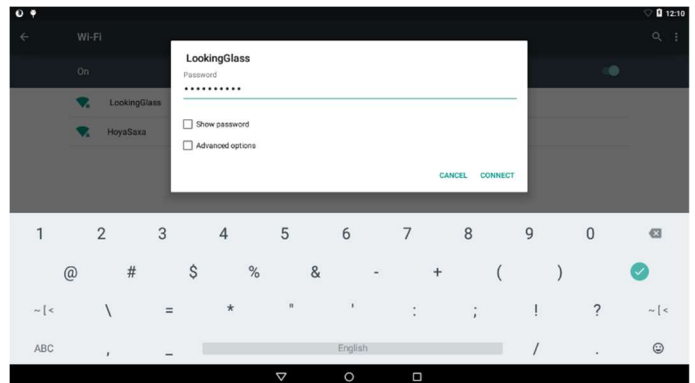 12:10
Wi-Fi
On
LookingGlass
HoyaSaxa
LookingGlass
Password
••••••••••
Show password
Advanced options
CANCEL CONNECT
1 2 3 4 5 6 7 8 9 0
@ # $ % & - + ( )
~ [ < \ = * " ' : ; ! ? ~ [ <
ABC , _ English / .